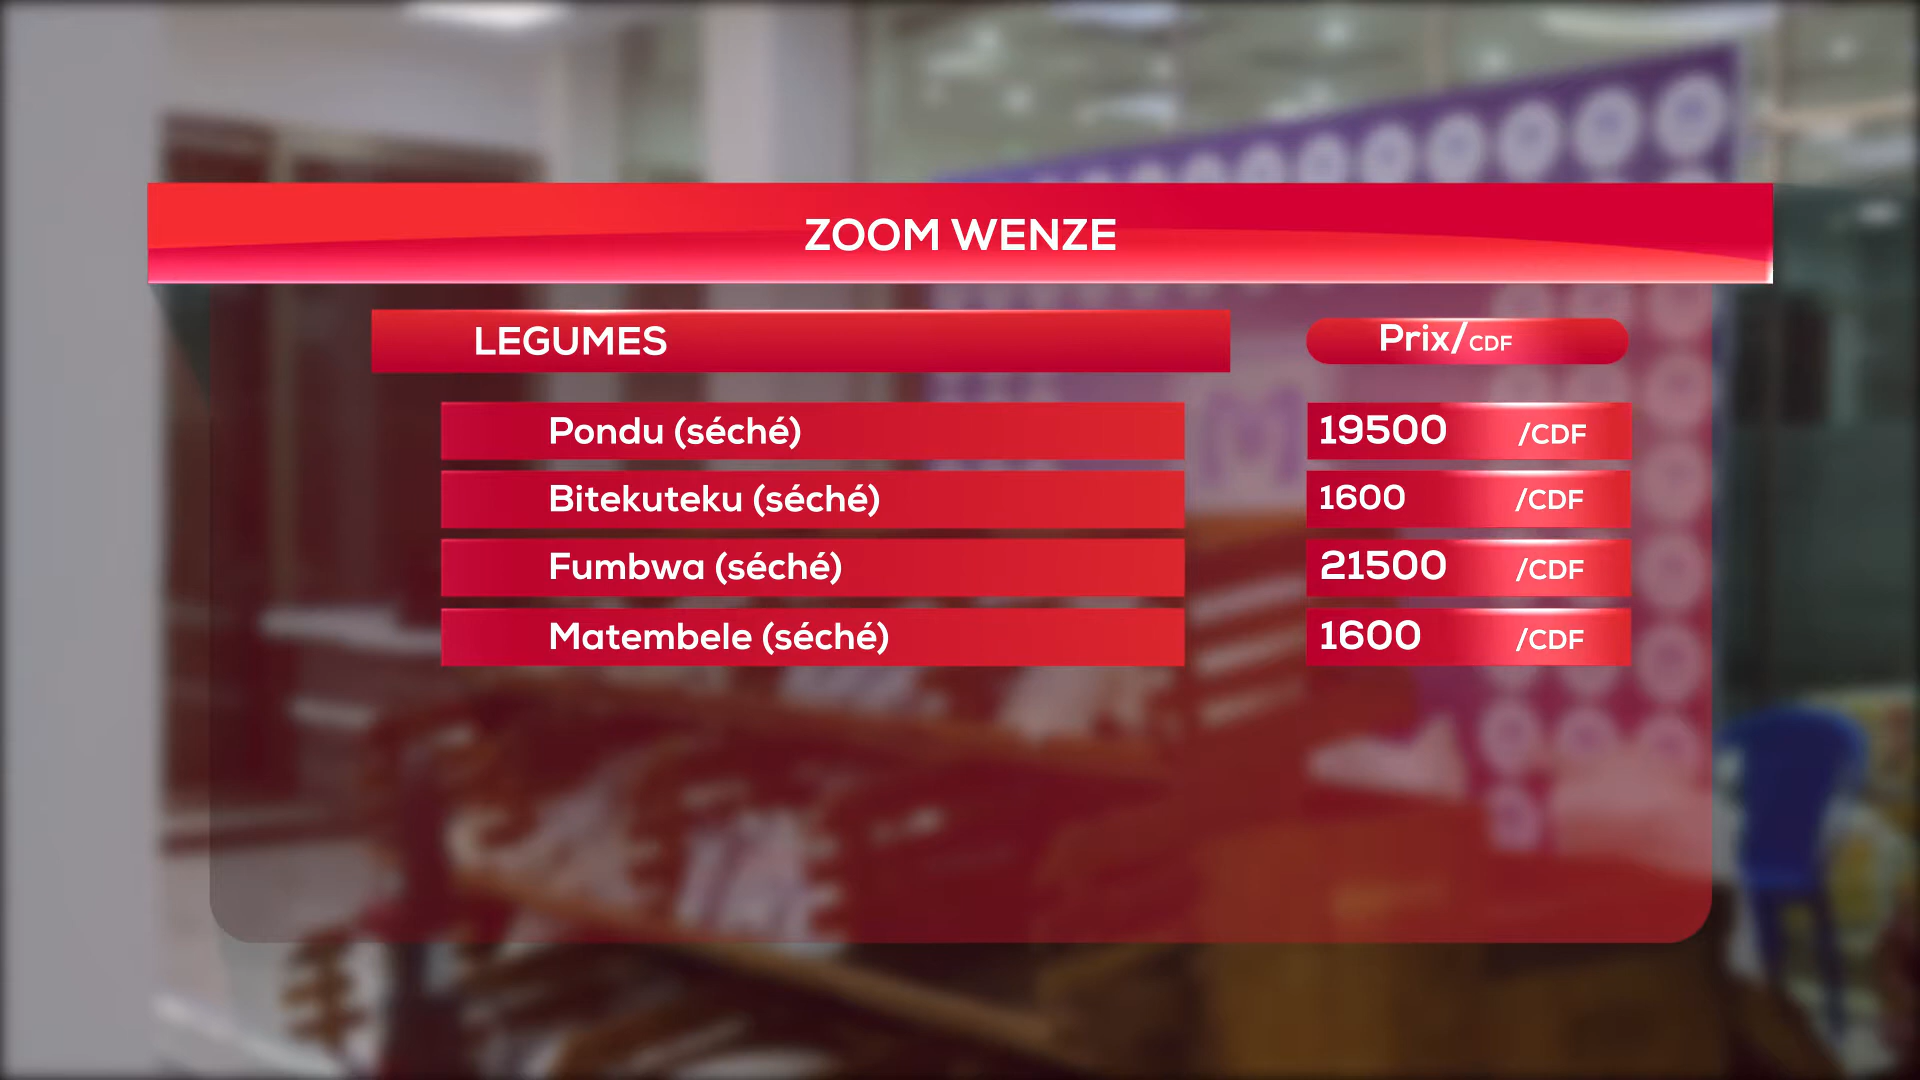 ZOOM WENZE
LEGUMES Prix/CDF
Pondu (séché) 19500 /CDF
Bitekuteku (séché) 1600 /CDF
Fumbwa (séché) 21500 /CDF
Matembele (séché) 1600 /CDF